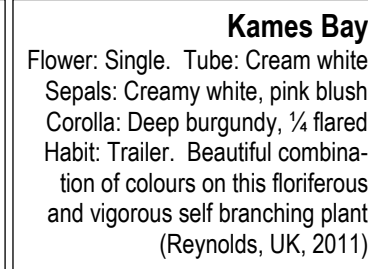 Kames Bay
Flower: Single.  Tube: Cream white
Sepals: Creamy white, pink blush
Corolla: Deep burgundy, ¼ flared
Habit: Trailer.  Beautiful combina-
tion of colours on this floriferous
and vigorous self branching plant
(Reynolds, UK, 2011)